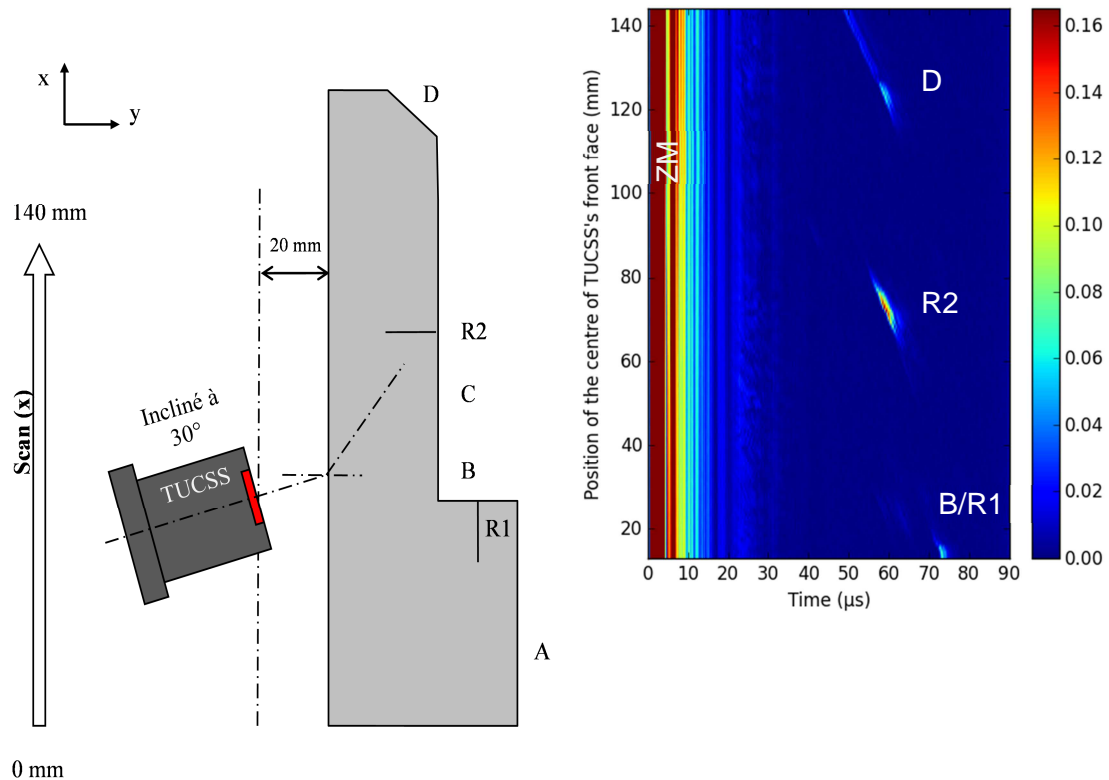 x
y
D
140 mm
20 mm
Scan (x)
R2
Incliné à
30°
C
TUCSS
B
R1
A
0 mm
Position of the centre of TUCSS's front face (mm)
140
120
100
80
60
40
20
ZM
D
R2
B/R1
0 10 20 30 40 50 60 70 80 90
Time (µs)
0.16
0.14
0.12
0.10
0.08
0.06
0.04
0.02
0.00